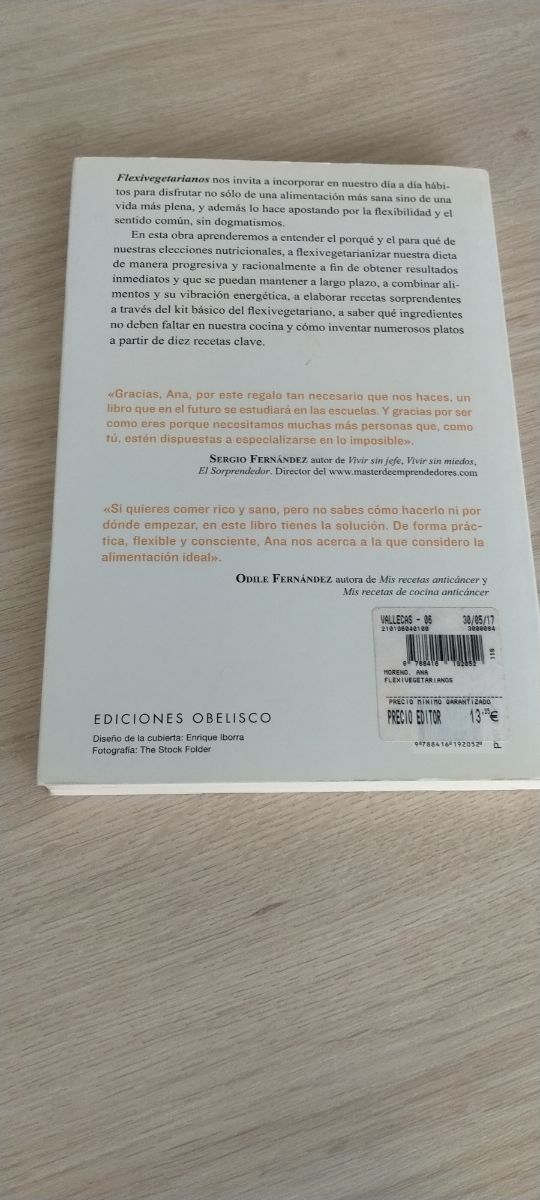 Flexivegetarianos nos invita a incorporar en nuestro día a día hábi-
tos para disfrutar no sólo de una alimentación más sana sino de una
vida más plena, y además lo hace apostando por la flexibilidad y el
sentido común, sin dogmatismos.
En esta obra aprenderemos a entender el porqué y el para qué de
nuestras elecciones nutricionales, a flexivegetarianizar nuestra dieta
de manera progresiva y racionalmente a fin de obtener resultados
inmediatos y que se puedan mantener a largo plazo, a combinar ali-
mentos y su vibración energética, a elaborar recetas sorprendentes
a través del kit básico del flexivegetariano, a saber qué ingredientes
no deben faltar en nuestra cocina y cómo inventar numerosos platos
a partir de diez recetas clave.
«Gracias, Ana, por este regalo tan necesario que nos haces, un
libro que en el futuro se estudiará en las escuelas. Y gracias por ser
como eres porque necesitamos muchas más personas que, como
tú, estén dispuestas a especializarse en lo imposible».
SERGIO FERNÁNDEZ autor de Vivir sin jefe, Vivir sin miedos,
El Sorprendedor. Director del www.masterdeemprendedores.com
«Si quieres comer rico y sano, pero no sabes cómo hacerlo ni por
dónde empezar, en este libro tienes la solución. De forma prác-
tica, flexible y consciente, Ana nos acerca a la que considero la
alimentación ideal».
ODILE FERNÁNDEZ autora de Mis recetas anticáncer y
Mis recetas de cocina anticáncer
VALLECAS - 06 30/05/17
210106040100 3000084
9 788416 192052
119
MORENO, ANA
FLEXIVEGETARIANOS
PRECIO MINIMO GARANTIZADO
PRECIO EDITOR 13
€
9 788416 192052
EDICIONES OBELISCO
Diseño de la cubierta: Enrique Iborra
Fotografía: The Stock Folder